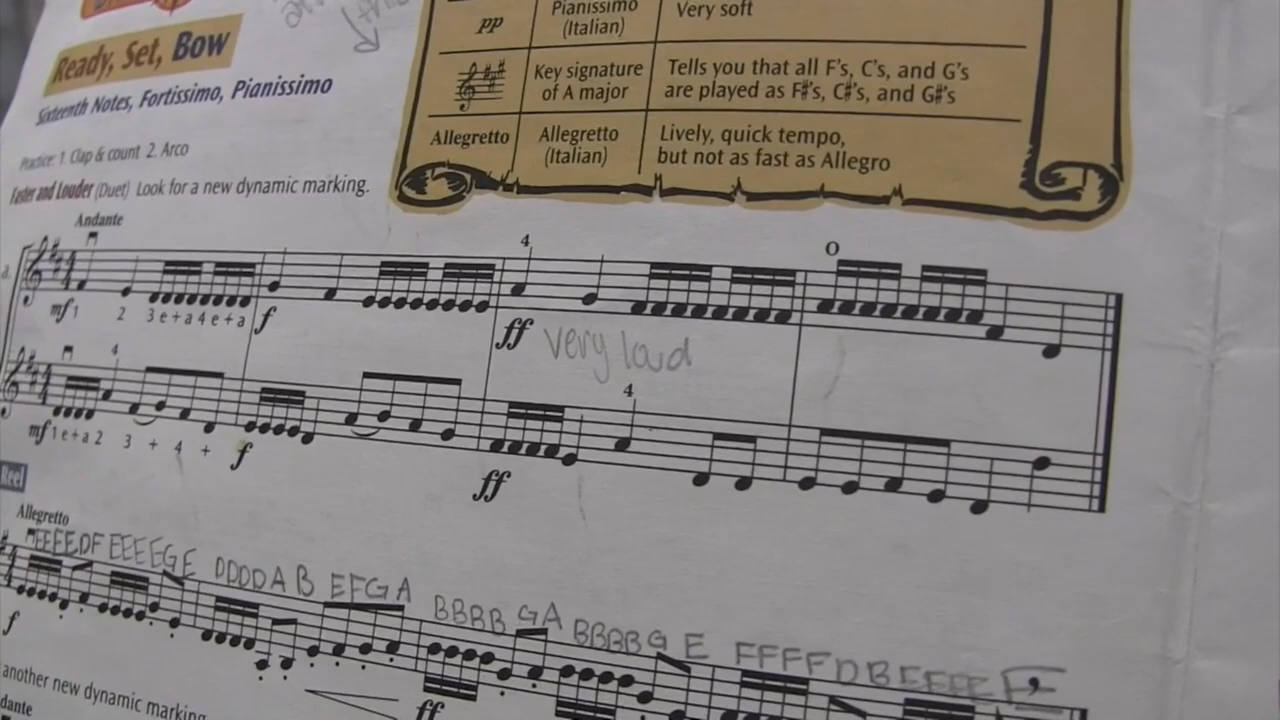 Ready, Set, Bow
Sixteenth Notes, Fortissimo, Pianissimo
pp Pianissimo (Italian) Very soft
Key signature of A major Tells you that all F's, C's, and G's are played as F#'s, C#'s, and G#'s
Allegretto Allegretto (Italian) Lively, quick tempo, but not as fast as Allegro
Practice: 1. Clap & count 2. Arco
Faster and Louder (Duet) Look for a new dynamic marking.
Andante
4 O
mf 1 2 3 e + a 4 e + a f ff very loud
4 4
mf 1 e + a 2 3 + 4 + f ff
Reel
Allegretto
EEEEDF EEEEGE DDDDAB EFGA BBBB GA BBBBG E FFFFDBEEEE E
f ff
another new dynamic marking
dante